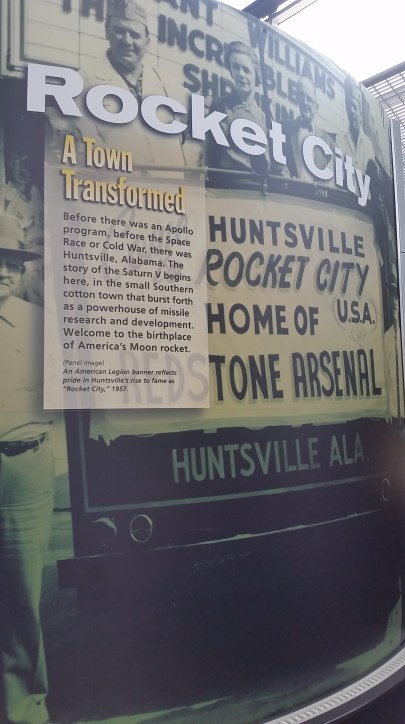 ANT WILLIAMS
THE INCREDIBLE
SHRINKING
Rocket City
A Town
Transformed
Before there was an Apollo
program, before the Space
Race or Cold War, there was
Huntsville, Alabama. The
story of the Saturn V begins
here, in the small Southern
cotton town that burst forth
as a powerhouse of missile
research and development.
Welcome to the birthplace
of America's Moon rocket.
(Panel image)
An American Legion banner reflects
pride in Huntsville's rise to fame as
"Rocket City," 1957.
HUNTSVILLE
ROCKET CITY
HOME OF U.S.A.
REDSTONE ARSENAL
HUNTSVILLE ALA.